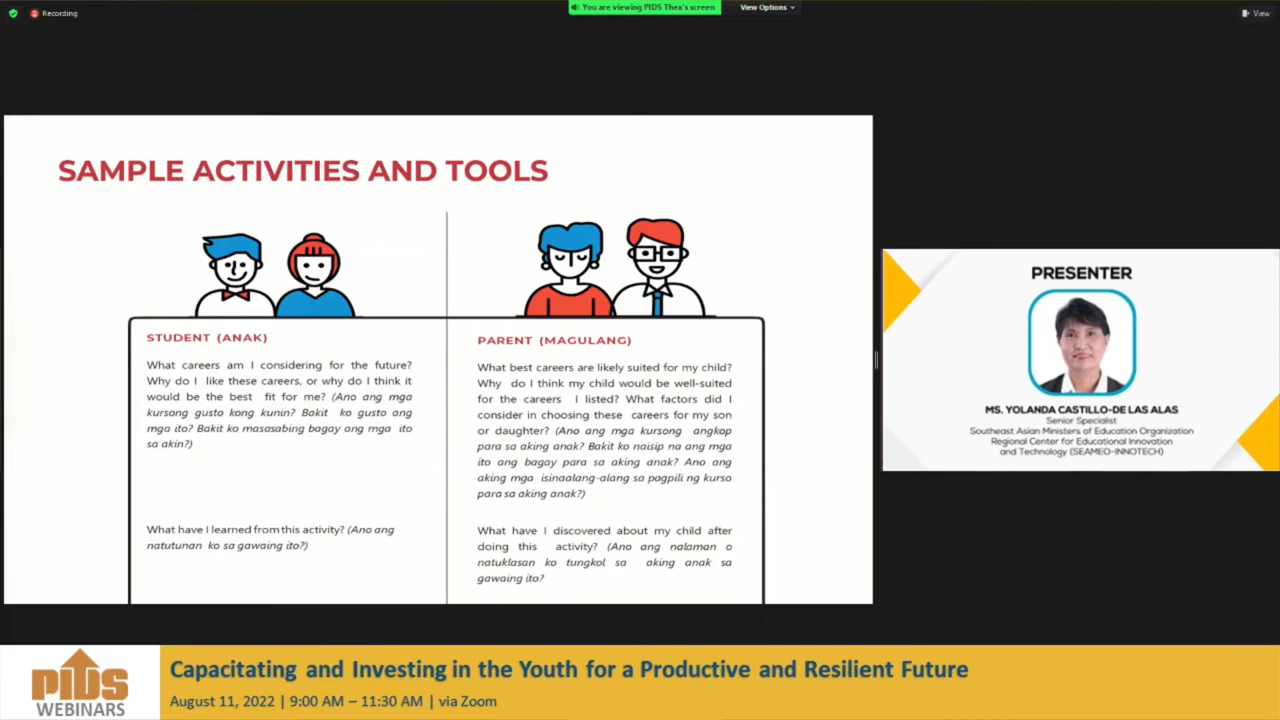 Recording
You are viewing PIDS Thea's screen
View Options
View
SAMPLE ACTIVITIES AND TOOLS
STUDENT (ANAK)
What careers am I considering for the future?
Why do I like these careers, or why do I think it
would be the best fit for me? (Ano ang mga
kursong gusto kong kunin? Bakit ko gusto ang
mga ito? Bakit ko masasabing bagay ang mga ito
sa akin?)
What have I learned from this activity? (Ano ang
natutunan ko sa gawaing ito?)
PARENT (MAGULANG)
What best careers are likely suited for my child?
Why do I think my child would be well-suited
for the careers I listed? What factors did I
consider in choosing these careers for my son
or daughter? (Ano ang mga kursong angkop
para sa aking anak? Bakit ko naisip na ang mga
ito ang bagay para sa aking anak? Ano ang
aking mga isinaalang-alang sa pagpili ng kurso
para sa aking anak?)
What have I discovered about my child after
doing this activity? (Ano ang nalaman o
natuklasan ko tungkol sa aking anak sa
gawaing ito?
PRESENTER
MS. YOLANDA CASTILLO-DE LAS ALAS
Senior Specialist
Southeast Asian Ministers of Education Organization
Regional Center for Educational Innovation
and Technology (SEAMEO-INNOTECH)
PIDS
WEBINARS
Capacitating and Investing in the Youth for a Productive and Resilient Future
August 11, 2022 | 9:00 AM – 11:30 AM | via Zoom